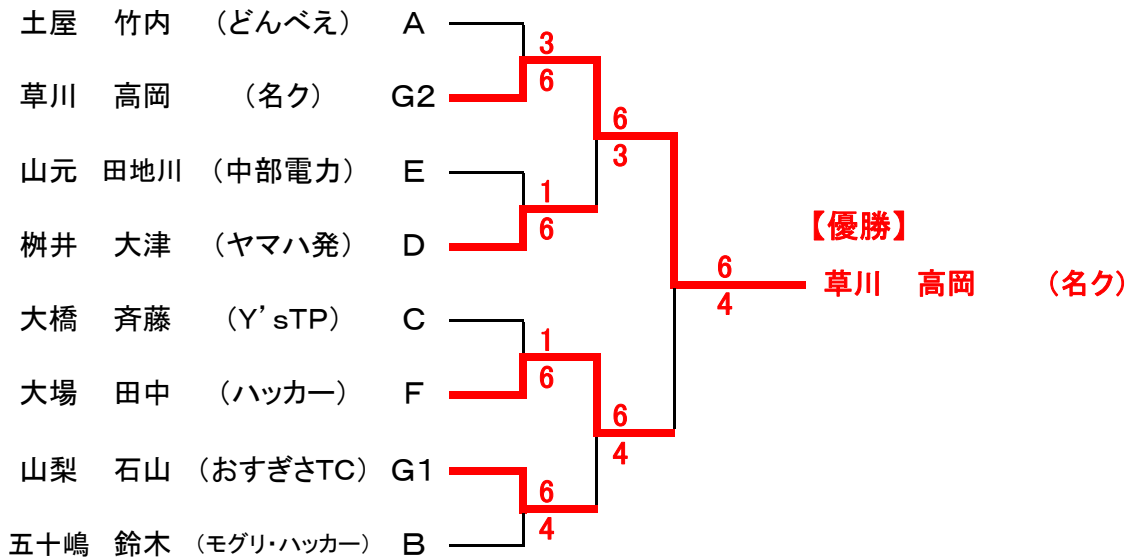 土屋 竹内 (どんべえ) A
3
6
草川 高岡 (名ク) G2
6
3
山元 田地川 (中部電力) E
1
6
桝井 大津 (ヤマハ発) D
【優勝】
6
4
草川 高岡 (名ク)
大橋 斉藤 (Y'sTP) C
1
6
大場 田中 (ハッカー) F
6
4
山梨 石山 (おすぎさTC) G1
6
4
五十嶋 鈴木 (モグリ・ハッカー) B